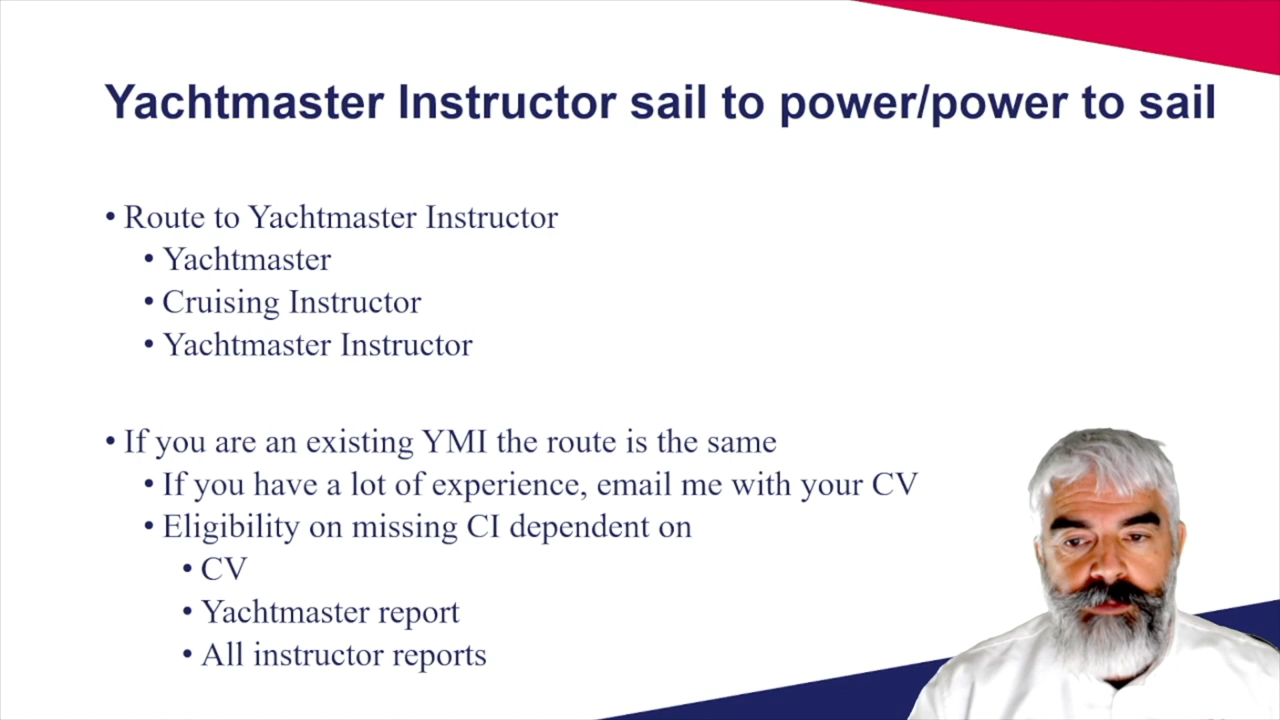 Yachtmaster Instructor sail to power/power to sail
• Route to Yachtmaster Instructor
• Yachtmaster
• Cruising Instructor
• Yachtmaster Instructor
• If you are an existing YMI the route is the same
• If you have a lot of experience, email me with your CV
• Eligibility on missing CI dependent on
• CV
• Yachtmaster report
• All instructor reports